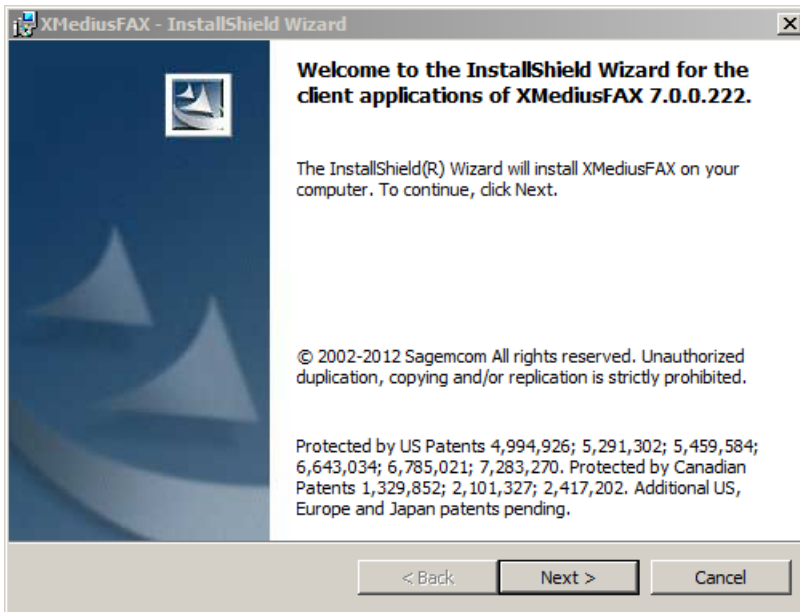 XMediusFAX - InstallShield Wizard
Welcome to the InstallShield Wizard for the
client applications of XMediusFAX 7.0.0.222.
The InstallShield(R) Wizard will install XMediusFAX on your
computer. To continue, click Next.
© 2002-2012 Sagemcom All rights reserved. Unauthorized
duplication, copying and/or replication is strictly prohibited.
Protected by US Patents 4,994,926; 5,291,302; 5,459,584;
6,643,034; 6,785,021; 7,283,270. Protected by Canadian
Patents 1,329,852; 2,101,327; 2,417,202. Additional US,
Europe and Japan patents pending.
< Back
Next >
Cancel